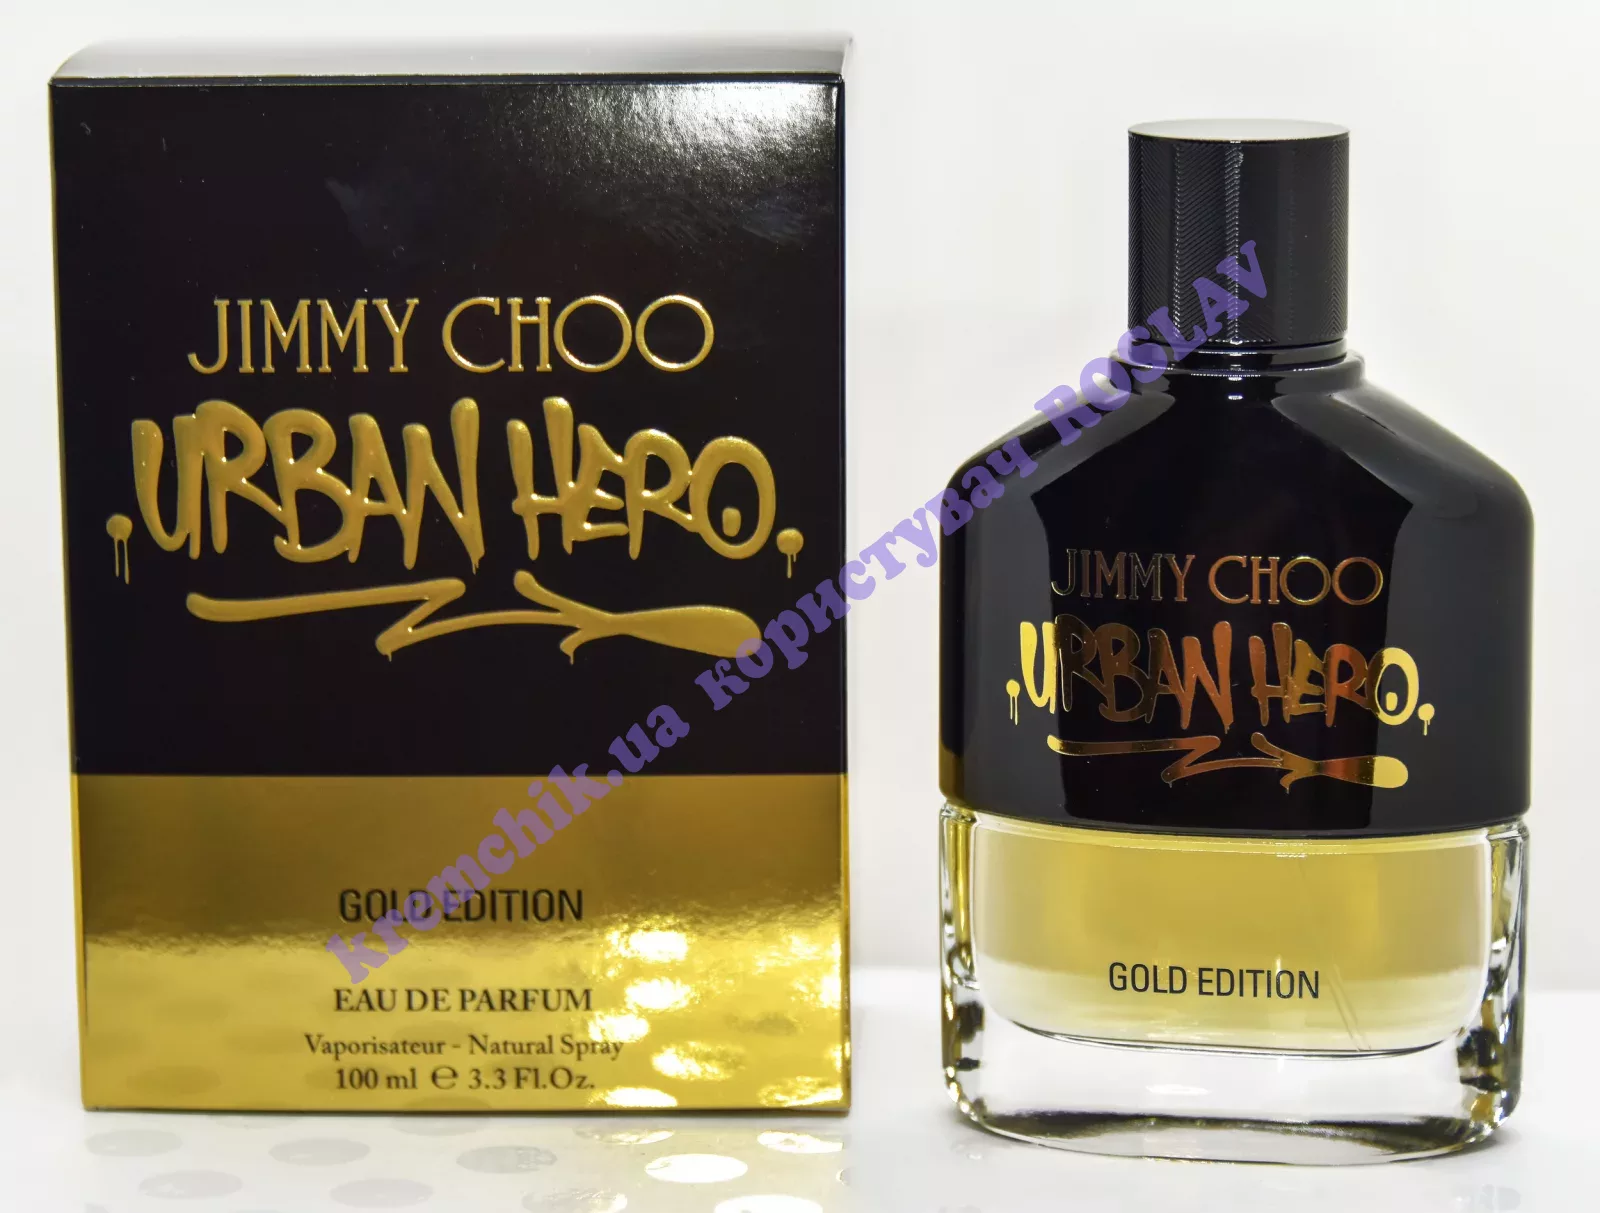 JIMMY CHOO
URBAN HERO
GOLD EDITION
EAU DE PARFUM
Vaporisateur - Natural Spray
100 ml ℮ 3.3 Fl.Oz.
JIMMY CHOO
URBAN HERO
GOLD EDITION
kremchik.ua користувач ROSLAV